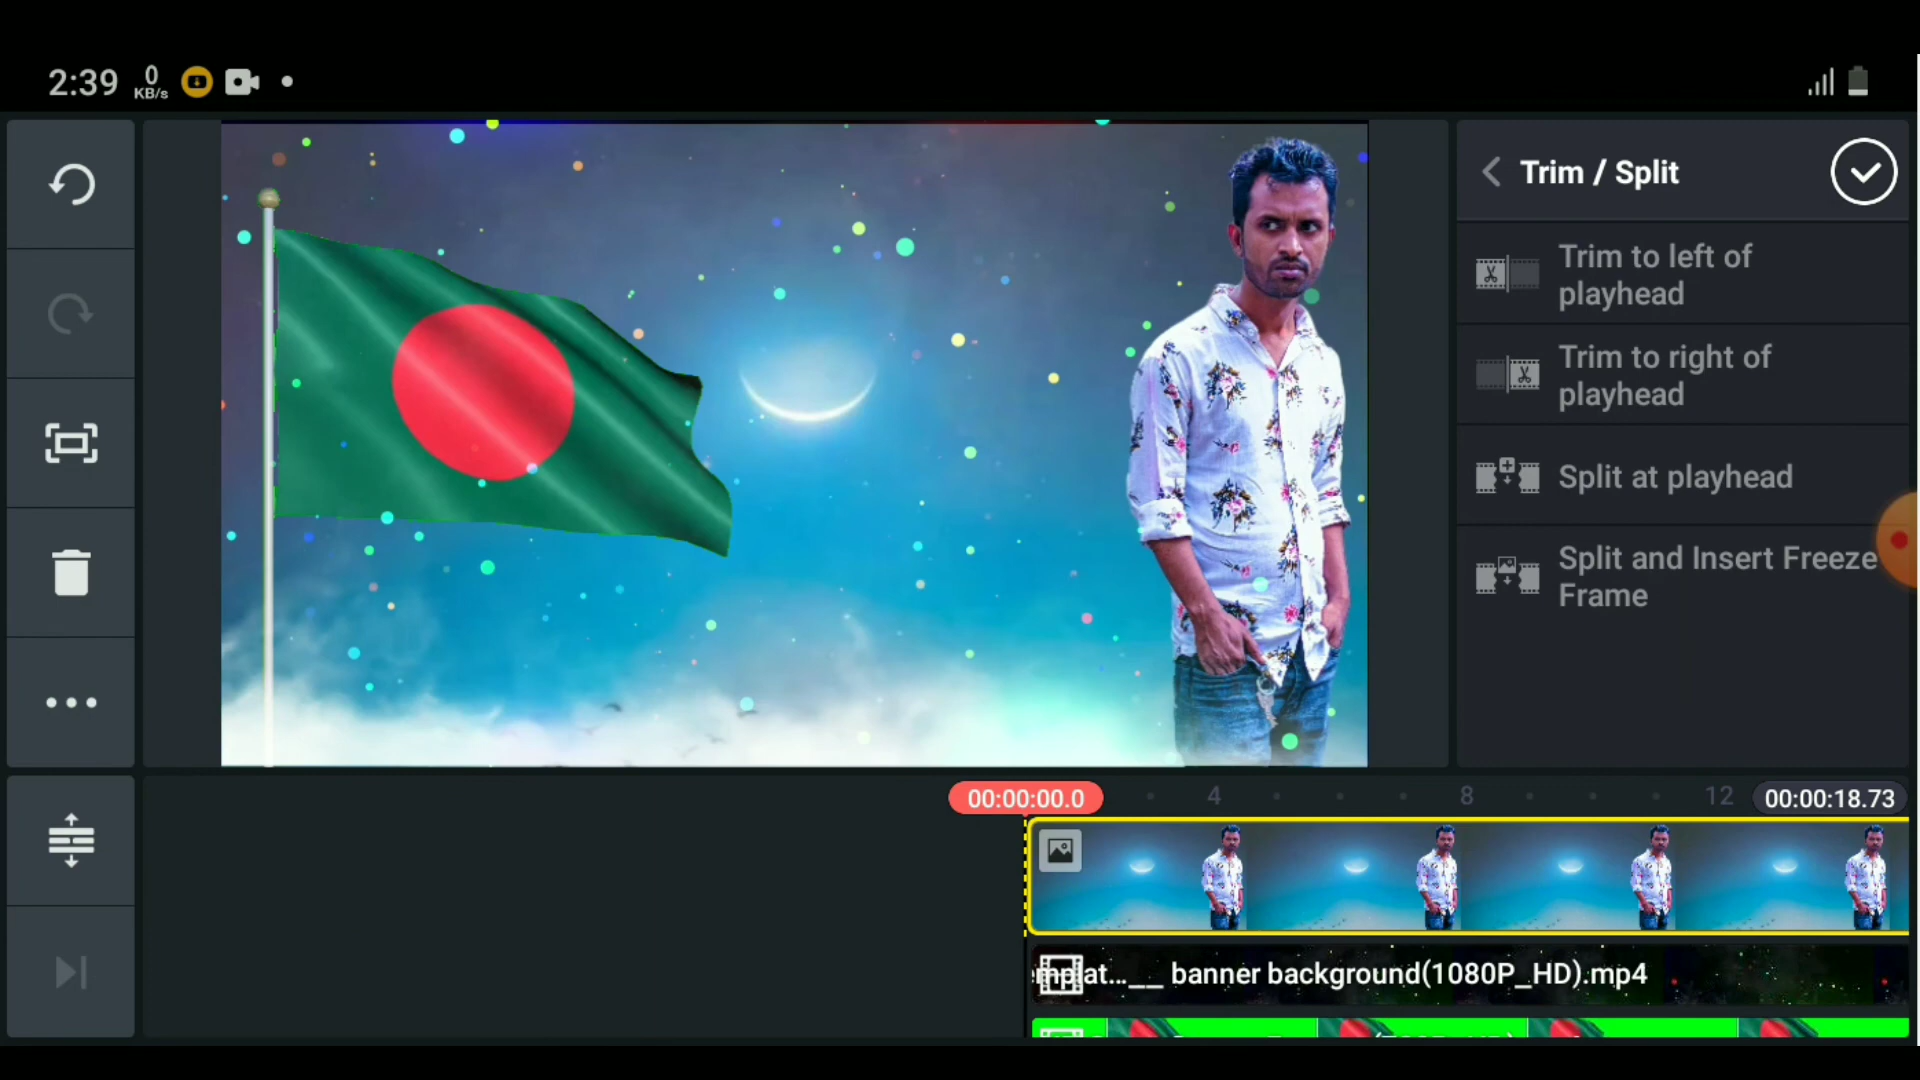 2:39
0
KB/s
Trim / Split
Trim to left of
playhead
Trim to right of
playhead
Split at playhead
Split and Insert Freeze
Frame
00:00:00.0
4
8
12
00:00:18.73
mplat...__ banner background(1080P_HD).mp4